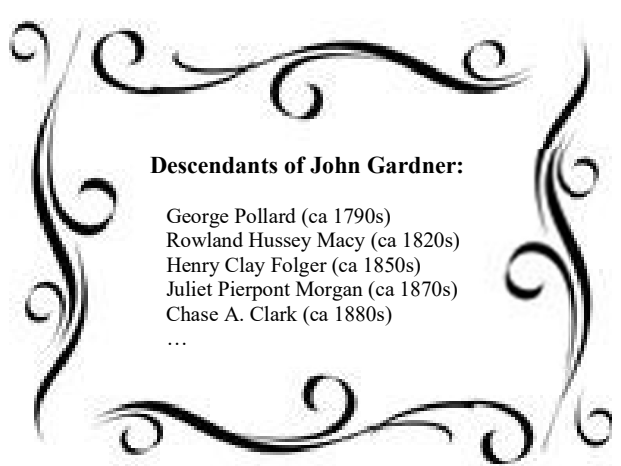 Descendants of John Gardner:
George Pollard (ca 1790s)
Rowland Hussey Macy (ca 1820s)
Henry Clay Folger (ca 1850s)
Juliet Pierpont Morgan (ca 1870s)
Chase A. Clark (ca 1880s)
…